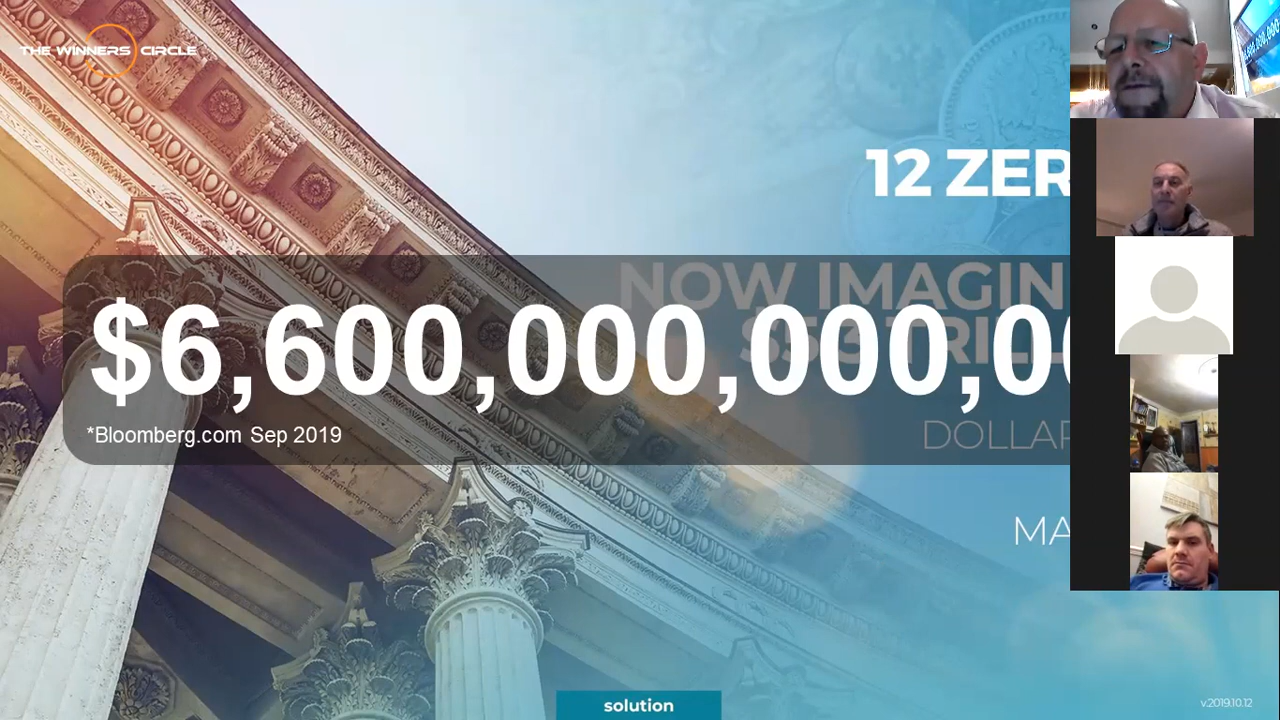 THE WINNERS CIRCLE
12 ZER
NOW IMAGIN
$6,600,000,000,00
*Bloomberg.com Sep 2019
DOLLAR
MA
solution
v.2019.10.12